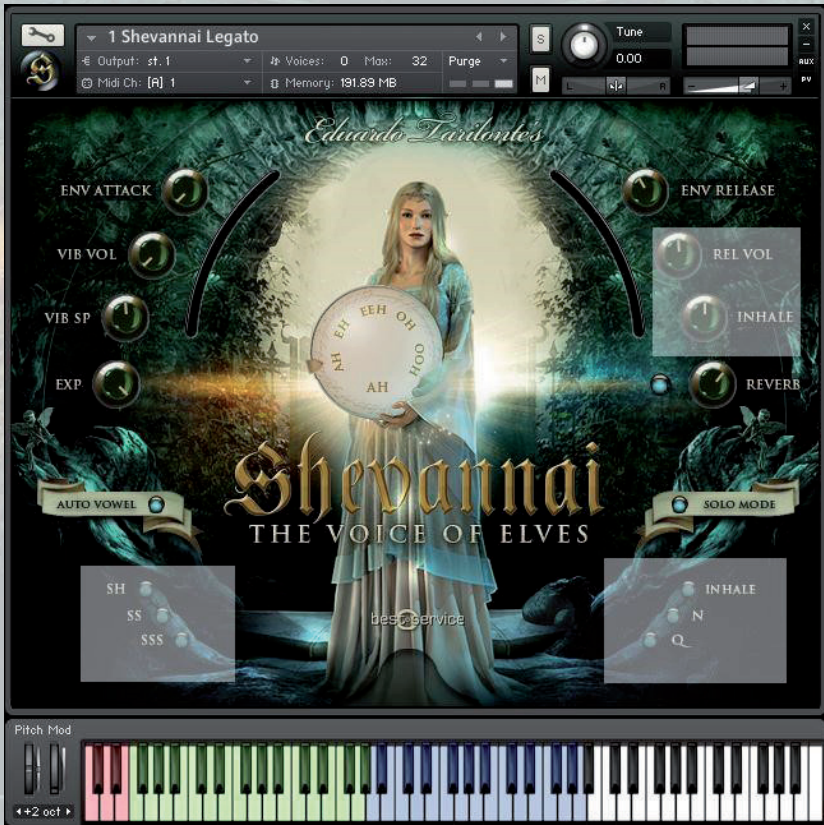 1 Shevannai Legato
Output: st. 1
Voices: 0 Max: 32 Purge
Midi Ch: [A] 1
Memory: 191.89 MB
S
M
Tune
0.00
L R
- +
×
-
AUX
PV
S
Eduardo Tarilonte's
ENV ATTACK
ENV RELEASE
VIB VOL
REL VOL
VIB SP
INHALE
EXP
REVERB
AH EH EEH OH OOH
AH
Shevannai
THE VOICE OF ELVES
AUTO VOWEL
SOLO MODE
SH
SS
SSS
INHALE
N
Q
best service
Pitch Mod
+2 oct